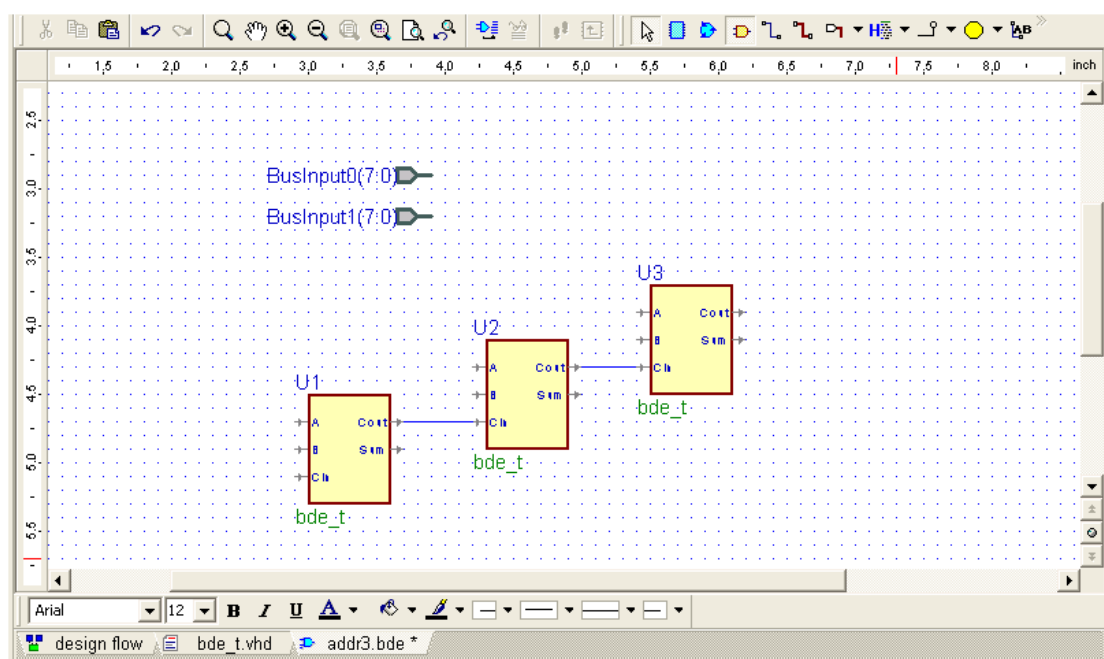 H
AB
1,5 2,0 2,5 3,0 3,5 4,0 4,5 5,0 5,5 6,0 6,5 7,0 7,5 8,0 inch
2,5
3,0
3,5
4,0
4,5
5,0
5,5
BusInput0(7:0)
BusInput1(7:0)
U3
A Cout
B Sum
Cin
bde_t
U2
A Cout
B Sum
Cin
bde_t
U1
A Cout
B Sum
Cin
bde_t
Arial 12 B I U A
design flow bde_t.vhd addr3.bde *